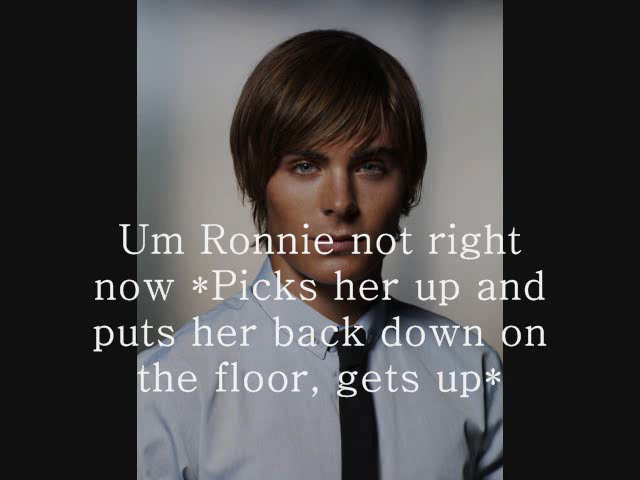 Um Ronnie not right
now *Picks her up and
puts her back down on
the floor, gets up*